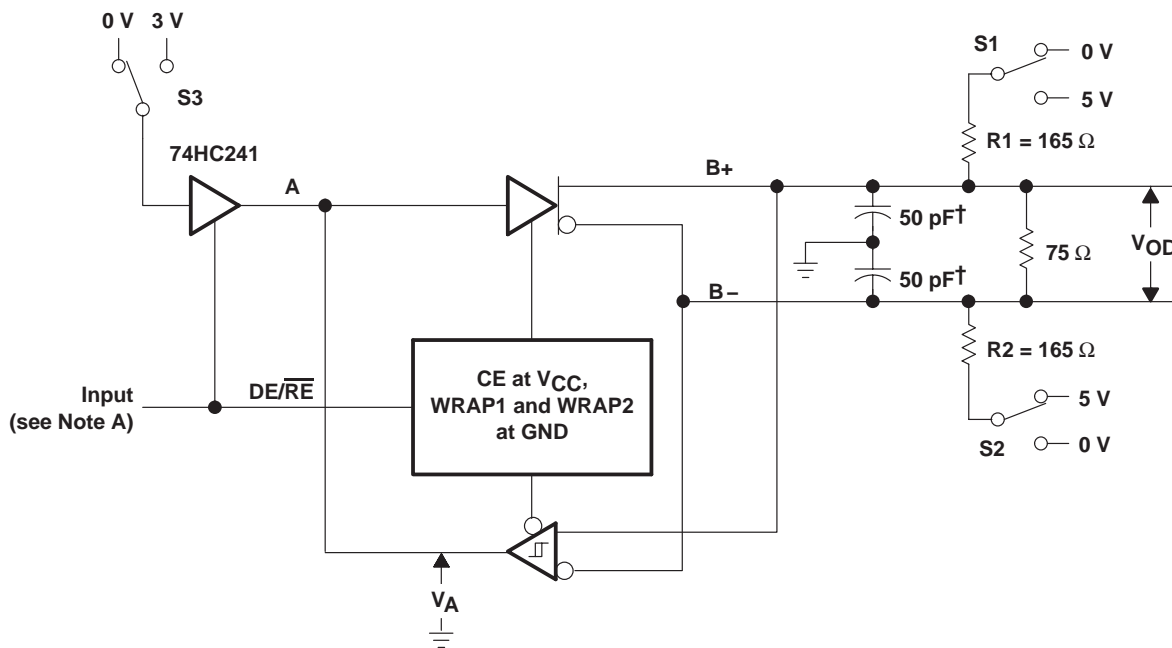 0 V 3 V
S3
74HC241
A
B+
S1
0 V
5 V
R1 = 165 Ω
50 pF†
50 pF†
75 Ω
VOD
B−
R2 = 165 Ω
5 V
0 V
S2
Input
(see Note A)
DE/RE
CE at VCC,
WRAP1 and WRAP2
at GND
VA